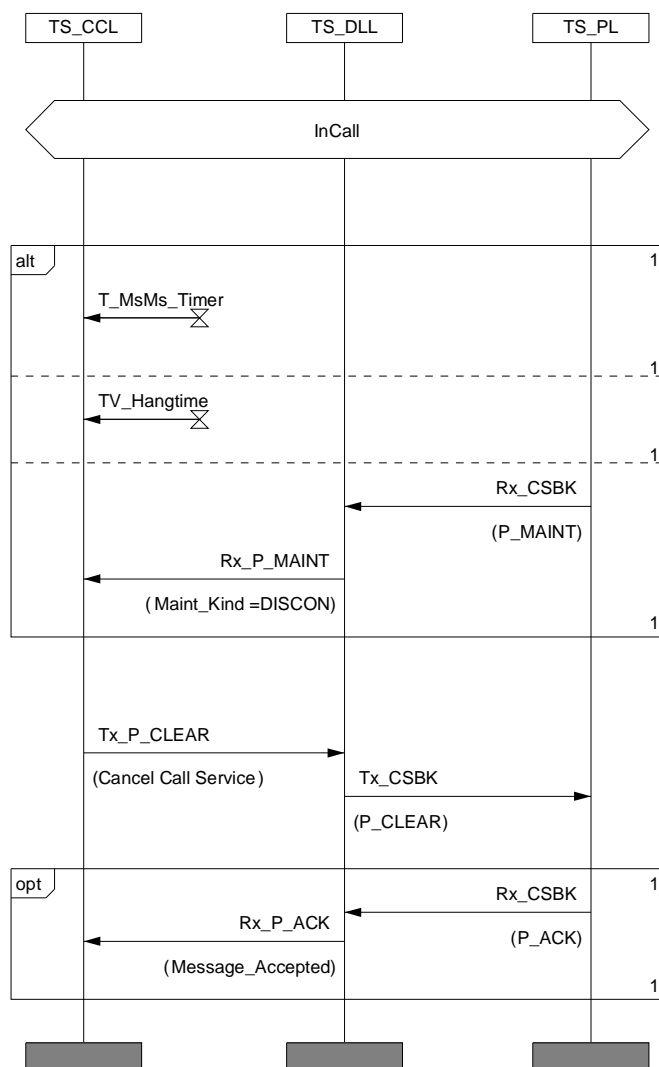 TS_CCL TS_DLL TS_PL
InCall
alt 1
T_MsMs_Timer
1
TV_Hangtime
1
Rx_CSBK
(P_MAINT)
Rx_P_MAINT
( Maint_Kind =DISCON)
1
Tx_P_CLEAR
(Cancel Call Service )
Tx_CSBK
(P_CLEAR)
opt 1
Rx_CSBK
Rx_P_ACK
(P_ACK)
(Message_Accepted)
1